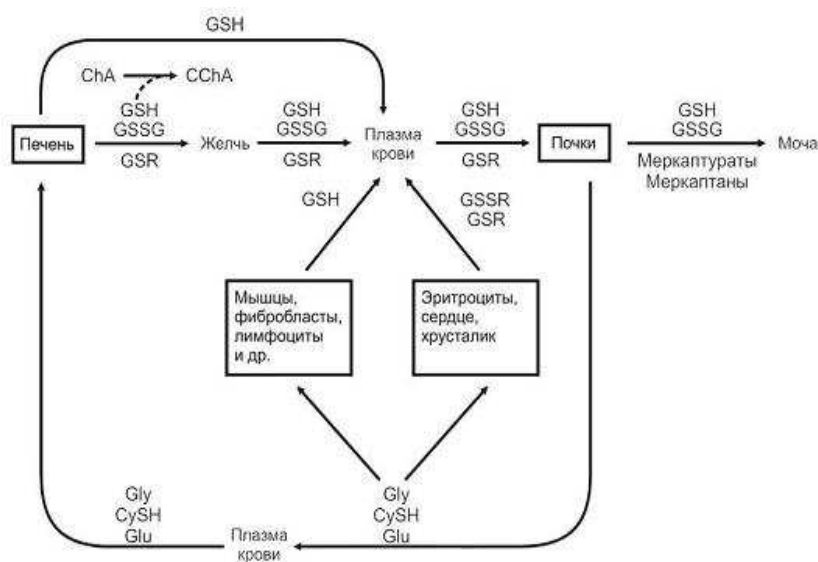 GSH
ChA
CChA
GSH
GSSG
GSR
GSH
GSSG
GSR
GSH
GSSG
GSR
GSH
GSSG
Печень
Желчь
Плазма
крови
Почки
Моча
Меркаптураты
Меркаптаны
GSH
GSSR
GSR
Мышцы,
фибробласты,
лимфоциты
и др.
Эритроциты,
сердце,
хрусталик
Gly
CySH
Glu
Плазма
крови
Gly
CySH
Glu